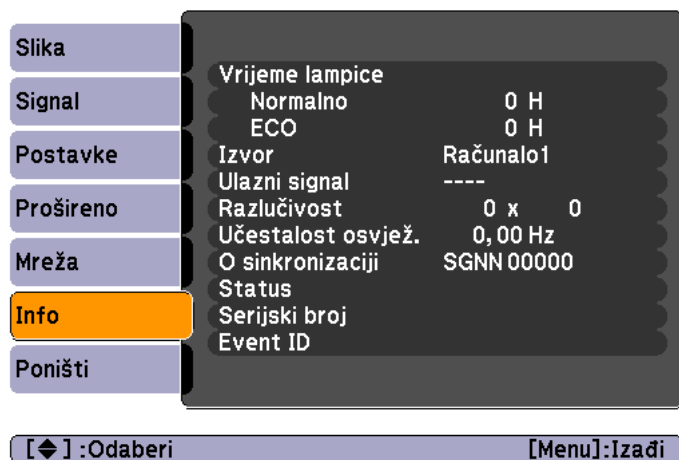 Slika
Signal
Postavke
Prošireno
Mreža
Info
Poništi
Vrijeme lampice
Normalno 0 H
ECO 0 H
Izvor Računalo1
Ulazni signal ----
Razlučivost 0 x 0
Učestalost osvjež. 0,00 Hz
O sinkronizaciji SGNN 00000
Status
Serijski broj
Event ID
[◆] :Odaberi [Menu]:Izađi